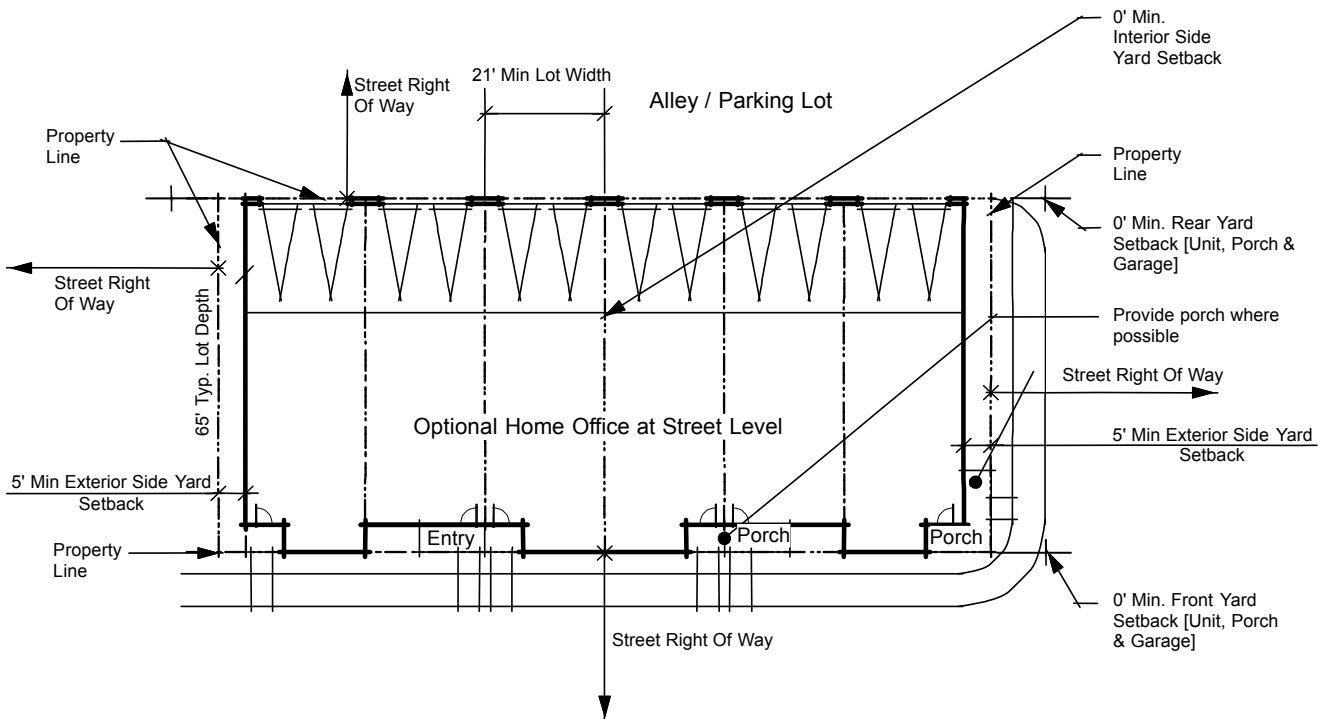 0' Min.
Interior Side
Yard Setback
Street Right
Of Way
21' Min Lot Width
Alley / Parking Lot
Property
Line
Property
Line
0' Min. Rear Yard
Setback [Unit, Porch &
Garage]
Street Right
Of Way
65' Typ. Lot Depth
Provide porch where
possible
Street Right Of Way
Optional Home Office at Street Level
5' Min Exterior Side Yard
Setback
5' Min Exterior Side Yard
Setback
Entry
Porch
Porch
Property
Line
0' Min. Front Yard
Setback [Unit, Porch
& Garage]
Street Right Of Way